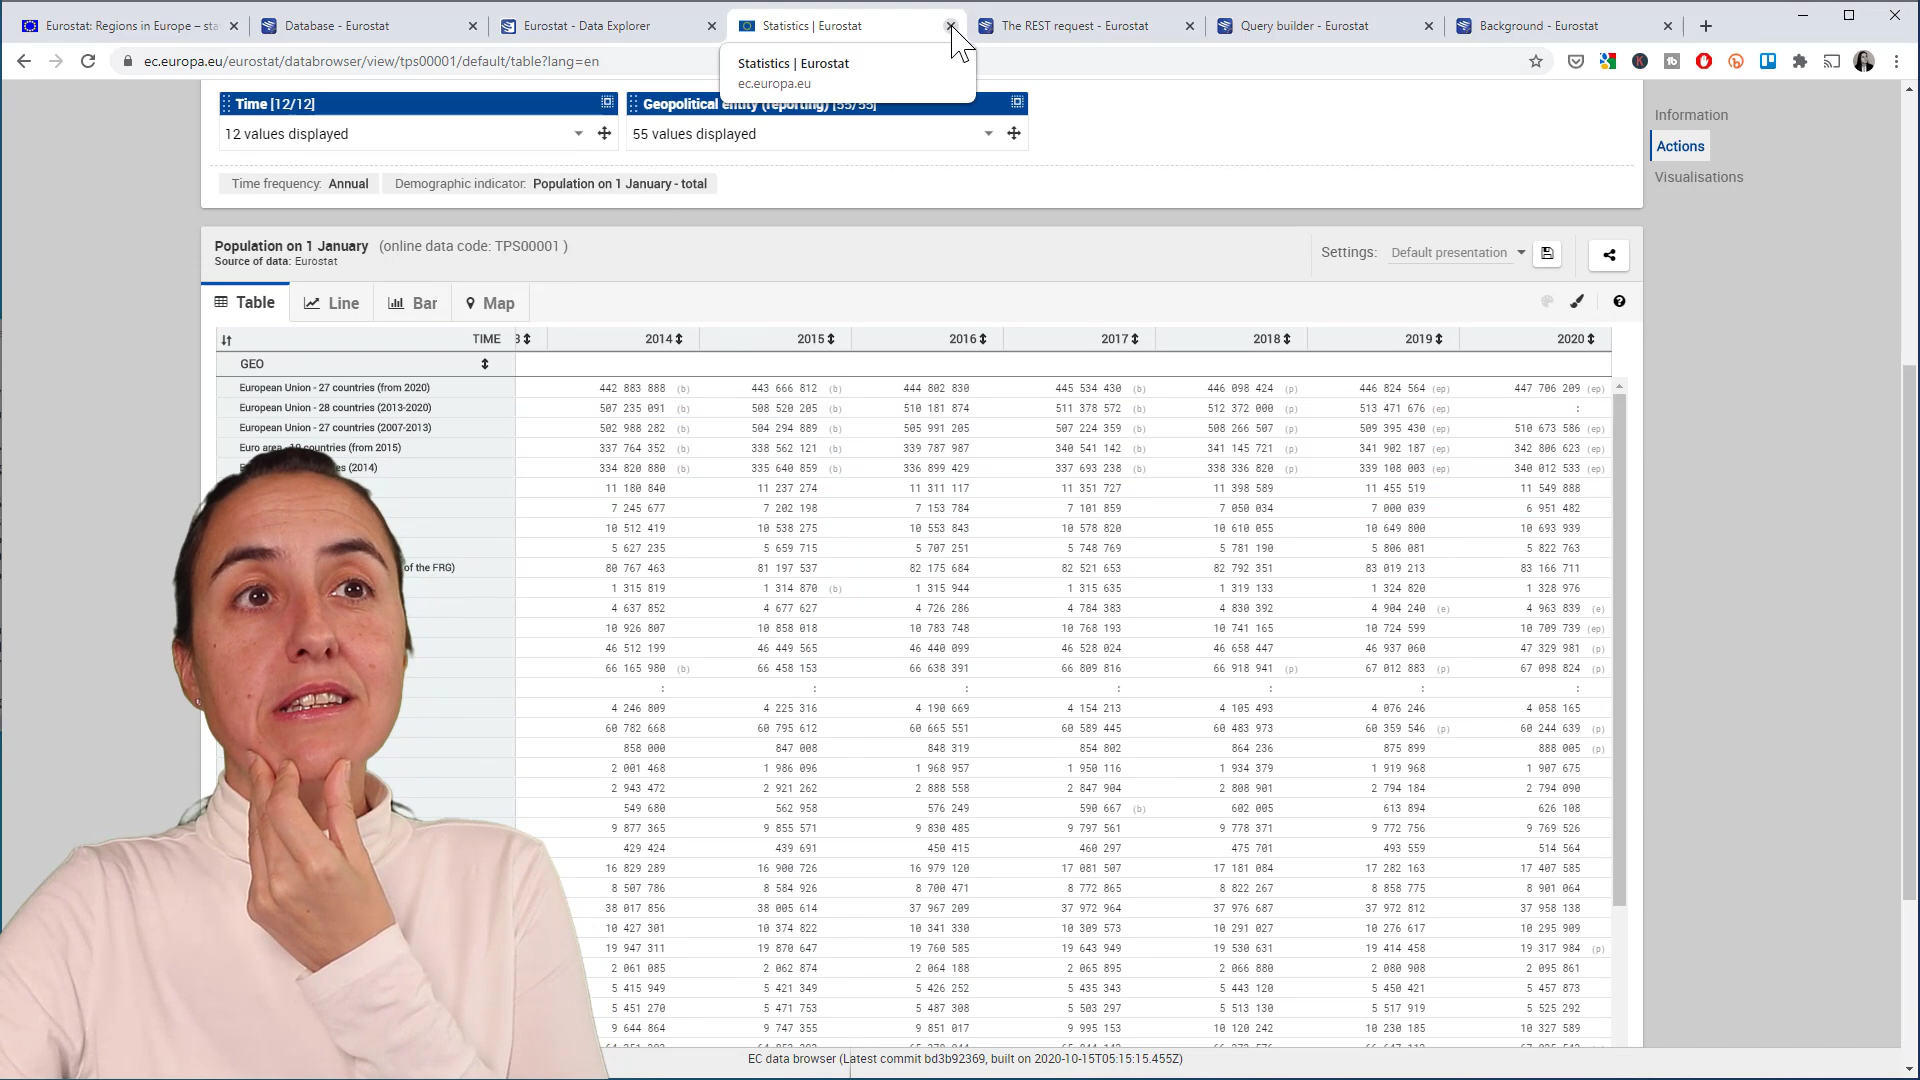 Eurostat: Regions in Europe – sta
Database - Eurostat
Eurostat - Data Explorer
Statistics | Eurostat
The REST request - Eurostat
Query builder - Eurostat
Background - Eurostat
ec.europa.eu/eurostat/databrowser/view/tps00001/default/table?lang=en
Statistics | Eurostat
ec.europa.eu
Time [12/12]
Geopolitical entity (reporting) [55/55]
12 values displayed
55 values displayed
Information
Actions
Visualisations
Time frequency: Annual
Demographic indicator: Population on 1 January - total
Population on 1 January (online data code: TPS00001 )
Source of data: Eurostat
Settings: Default presentation
Table Line Bar Map
TIME 3 2014 2015 2016 2017 2018 2019 2020
GEO
European Union - 27 countries (from 2020) 442 883 888 (b) 443 666 812 (b) 444 802 830 445 534 430 (b) 446 098 424 (p) 446 824 564 (ep) 447 706 209 (ep)
European Union - 28 countries (2013-2020) 507 235 091 (b) 508 520 205 (b) 510 181 874 511 378 572 (b) 512 372 000 (p) 513 471 676 (ep) :
European Union - 27 countries (2007-2013) 502 988 282 (b) 504 294 889 (b) 505 991 205 507 224 359 (b) 508 266 507 (p) 509 395 430 (ep) 510 673 586 (ep)
Euro area - 19 countries (from 2015) 337 764 352 (b) 338 562 121 (b) 339 787 987 340 541 142 (b) 341 145 721 (p) 341 902 187 (ep) 342 806 623 (ep)
(2014) 334 820 880 (b) 335 640 859 (b) 336 899 429 337 693 238 (b) 338 336 820 (p) 339 108 003 (ep) 340 012 533 (ep)
11 180 840 11 237 274 11 311 117 11 351 727 11 398 589 11 455 519 11 549 888
7 245 677 7 202 198 7 153 784 7 101 859 7 050 034 7 000 039 6 951 482
10 512 419 10 538 275 10 553 843 10 578 820 10 610 055 10 649 800 10 693 939
5 627 235 5 659 715 5 707 251 5 748 769 5 781 190 5 806 081 5 822 763
of the FRG) 80 767 463 81 197 537 82 175 684 82 521 653 82 792 351 83 019 213 83 166 711
1 315 819 1 314 870 (b) 1 315 944 1 315 635 1 319 133 1 324 820 1 328 976
4 637 852 4 677 627 4 726 286 4 784 383 4 830 392 4 904 240 (e) 4 963 839 (e)
10 926 807 10 858 018 10 783 748 10 768 193 10 741 165 10 724 599 10 709 739 (ep)
46 512 199 46 449 565 46 440 099 46 528 024 46 658 447 46 937 060 47 329 981 (p)
66 165 980 (b) 66 458 153 66 638 391 66 809 816 66 918 941 (p) 67 012 883 (p) 67 098 824 (p)
: : : : : : :
4 246 809 4 225 316 4 190 669 4 154 213 4 105 493 4 076 246 4 058 165
60 782 668 60 795 612 60 665 551 60 589 445 60 483 973 60 359 546 (p) 60 244 639 (p)
858 000 847 008 848 319 854 802 864 236 875 899 888 005 (p)
2 001 468 1 986 096 1 968 957 1 950 116 1 934 379 1 919 968 1 907 675
2 943 472 2 921 262 2 888 558 2 847 904 2 808 901 2 794 184 2 794 090
549 680 562 958 576 249 590 667 (b) 602 005 613 894 626 108
9 877 365 9 855 571 9 830 485 9 797 561 9 778 371 9 772 756 9 769 526
429 424 439 691 450 415 460 297 475 701 493 559 514 564
16 829 289 16 900 726 16 979 120 17 081 507 17 181 084 17 282 163 17 407 585
8 507 786 8 584 926 8 700 471 8 772 865 8 822 267 8 858 775 8 901 064
38 017 856 38 005 614 37 967 209 37 972 964 37 976 687 37 972 812 37 958 138
10 427 301 10 374 822 10 341 330 10 309 573 10 291 027 10 276 617 10 295 909
19 947 311 19 870 647 19 760 585 19 643 949 19 530 631 19 414 458 19 317 984 (p)
2 061 085 2 062 874 2 064 188 2 065 895 2 066 880 2 080 908 2 095 861
5 415 949 5 421 349 5 426 252 5 435 343 5 443 120 5 450 421 5 457 873
5 451 270 5 471 753 5 487 308 5 503 297 5 513 130 5 517 919 5 525 292
9 644 864 9 747 355 9 851 017 9 995 153 10 120 242 10 230 185 10 327 589
EC data browser (Latest commit bd3b92369, built on 2020-10-15T05:15:15.455Z)